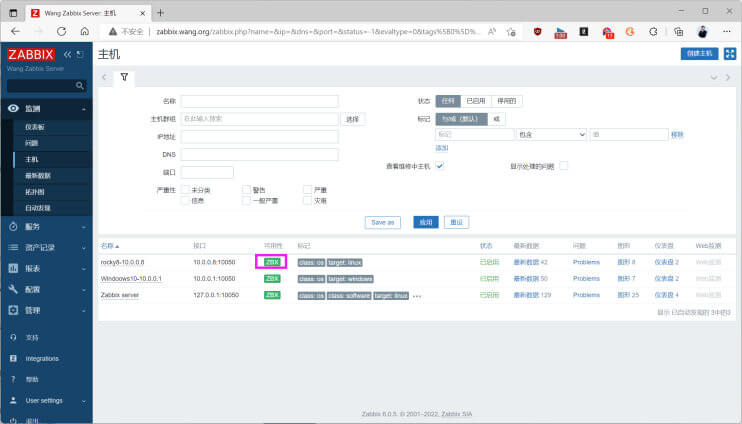 Wang Zabbix Server: 主机
不安全 zabbix.wang.org/zabbix.php?name=&ip=&dns=&port=&status=-1&evaltype=0&tags%5B0%5D%...
ZABBIX
Wang Zabbix Server
监测
仪表板
问题
主机
最新数据
拓扑图
自动发现
服务
资产记录
报表
配置
管理
支持
Integrations
帮助
User settings
退出
主机
创建主机
名称
主机群组 在此输入搜索 选择
IP地址
DNS
端口
严重性 未分类 警告 严重
信息 一般严重 灾难
状态 任何 已启用 停用的
标记 与/或（默认） 或
标记 包含 值 移除
添加
查看维修中主机 显示处理的问题
Save as 应用 重设
名称 接口 可用性 标记 状态 最新数据 问题 图形 仪表盘 Web监测
rocky8-10.0.0.8 10.0.0.8:10050 ZBX class: os target: linux 已启用 最新数据 42 Problems 图形 8 仪表盘 2 Web监测
Windoows10-10.0.0.1 10.0.0.1:10050 ZBX class: os target: windows 已启用 最新数据 50 Problems 图形 7 仪表盘 2 Web监测
Zabbix server 127.0.0.1:10050 ZBX class: os class: software target: linux ••• 已启用 最新数据 129 Problems 图形 25 仪表盘 4 Web监测
显示 已自动发现的 3中的3
Zabbix 6.0.5. © 2001–2022, Zabbix SIA